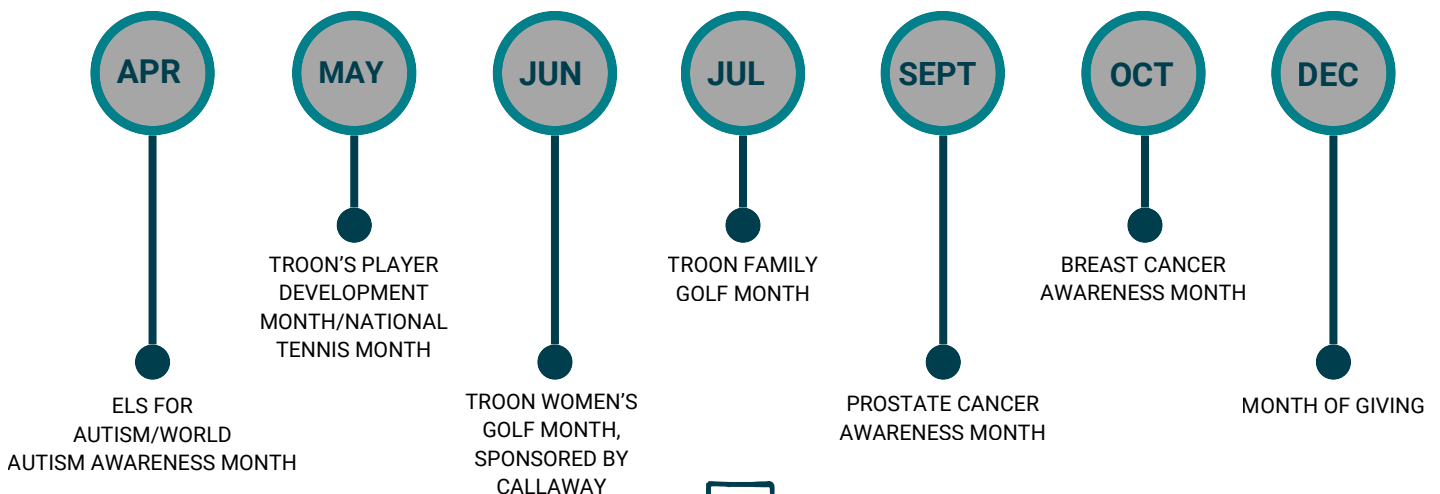 APR
MAY
JUN
JUL
SEPT
OCT
DEC
ELS FOR
AUTISM/WORLD
AUTISM AWARENESS MONTH
TROON’S PLAYER
DEVELOPMENT
MONTH/NATIONAL
TENNIS MONTH
TROON WOMEN’S
GOLF MONTH,
SPONSORED BY
CALLAWAY
TROON FAMILY
GOLF MONTH
PROSTATE CANCER
AWARENESS MONTH
BREAST CANCER
AWARENESS MONTH
MONTH OF GIVING